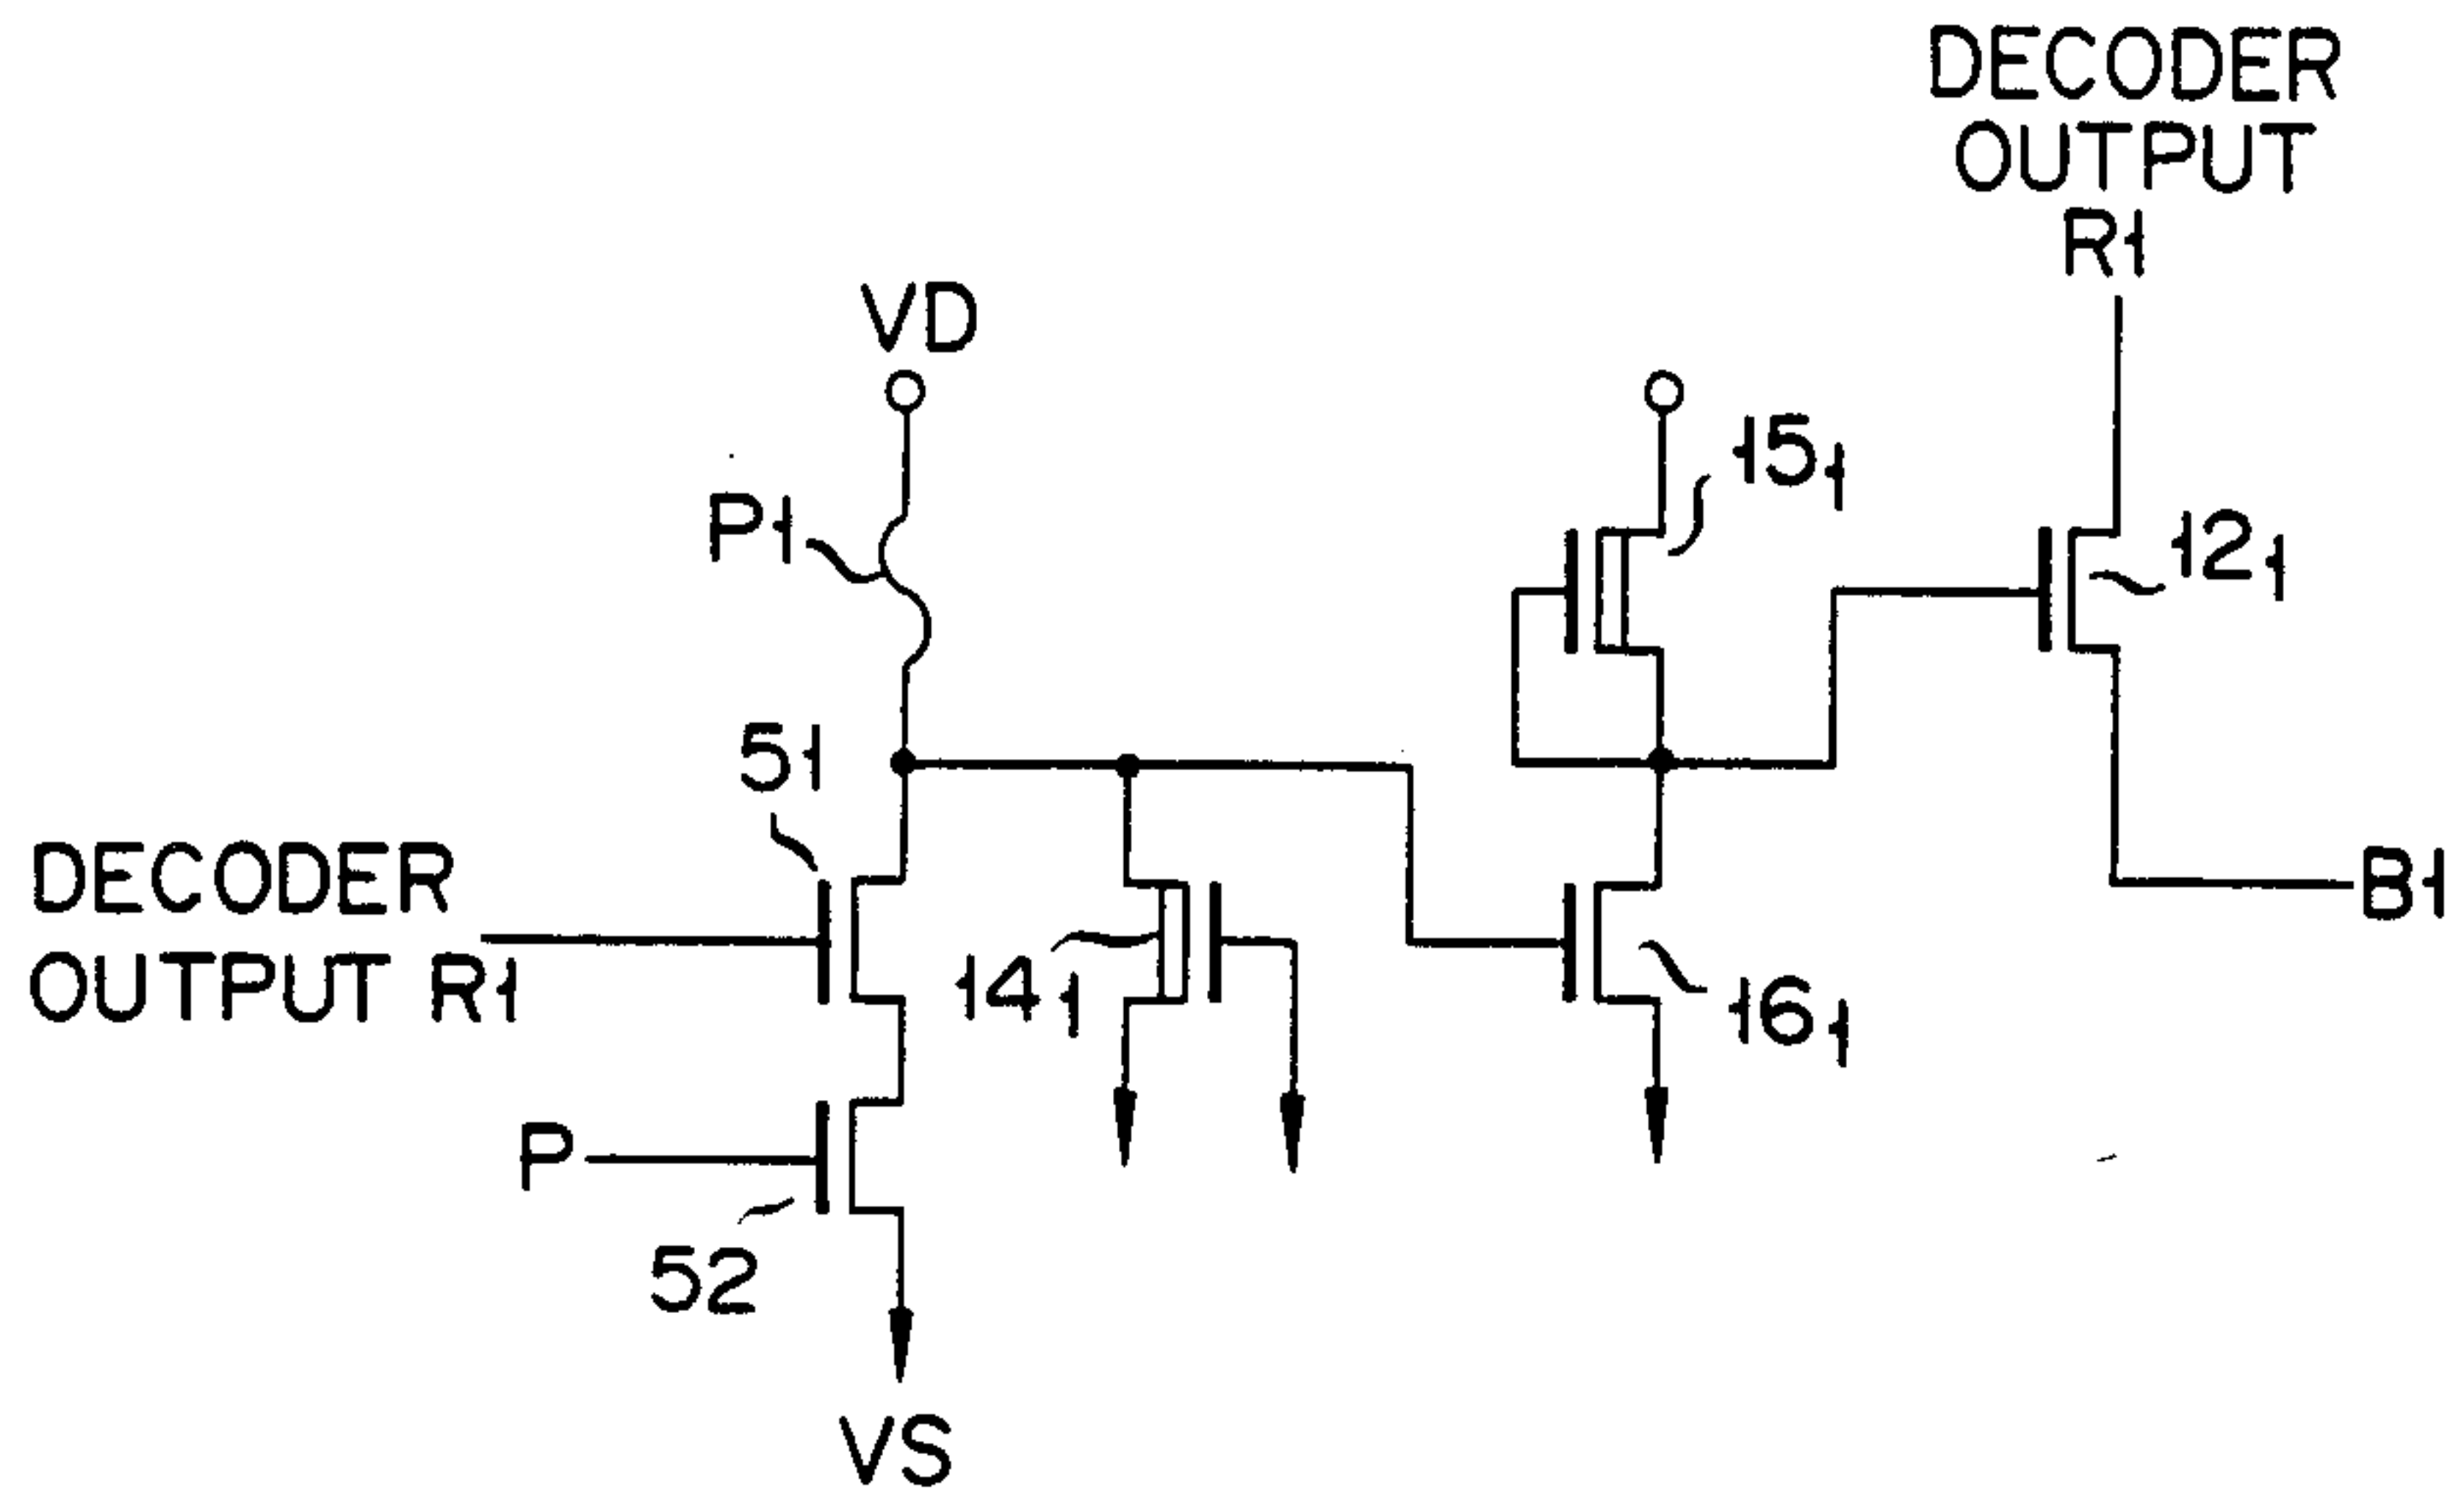 DECODER
OUTPUT
R1
VD
15₁
P1
12₁
51
DECODER
OUTPUT R1
B1
14₁
16₁
P
52
VS